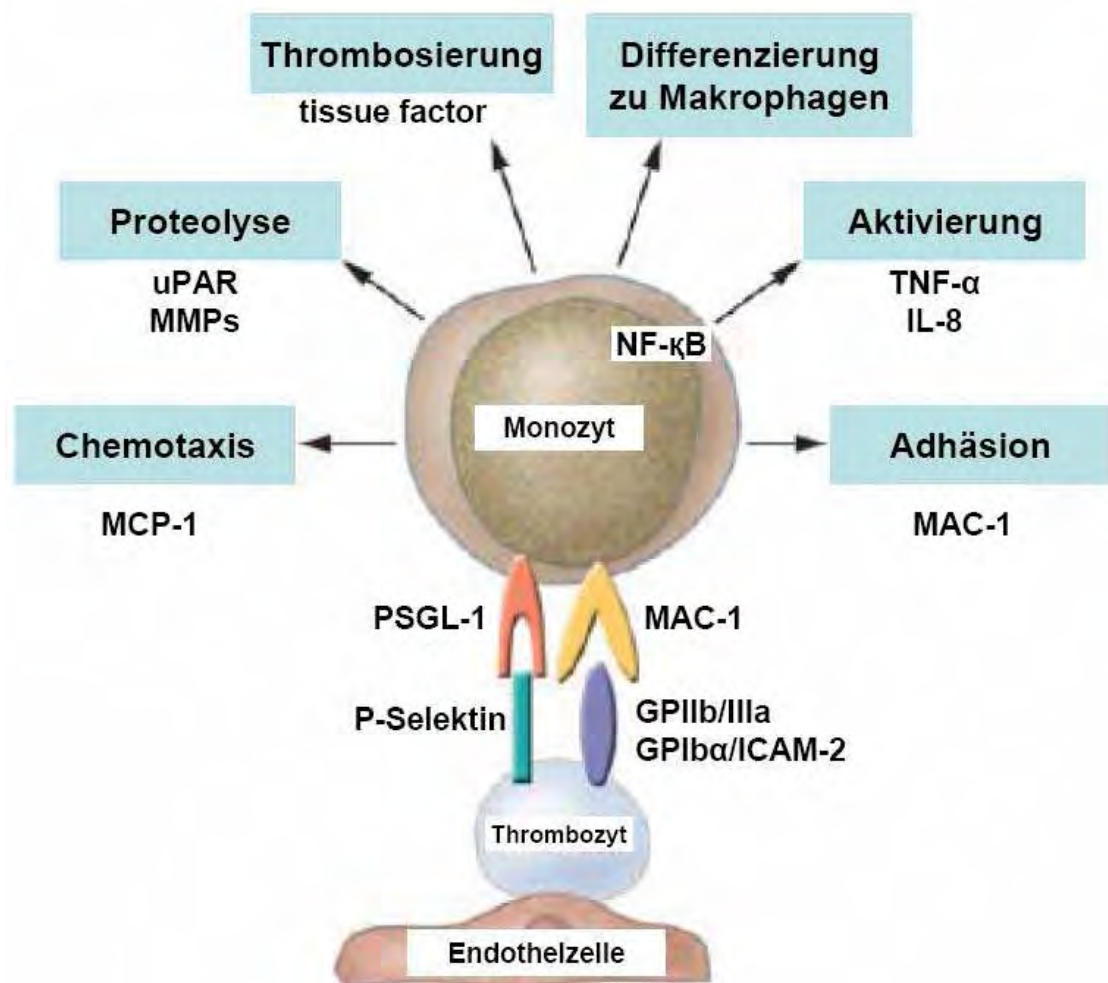 Thrombosierung
tissue factor
Differenzierung
zu Makrophagen
Proteolyse
uPAR
MMPs
Aktivierung
TNF-α
IL-8
NF-κB
Monozyt
Chemotaxis
MCP-1
Adhäsion
MAC-1
PSGL-1
MAC-1
P-Selektin
GPIIb/IIIa
GPIbα/ICAM-2
Thrombozyt
Endothelzelle